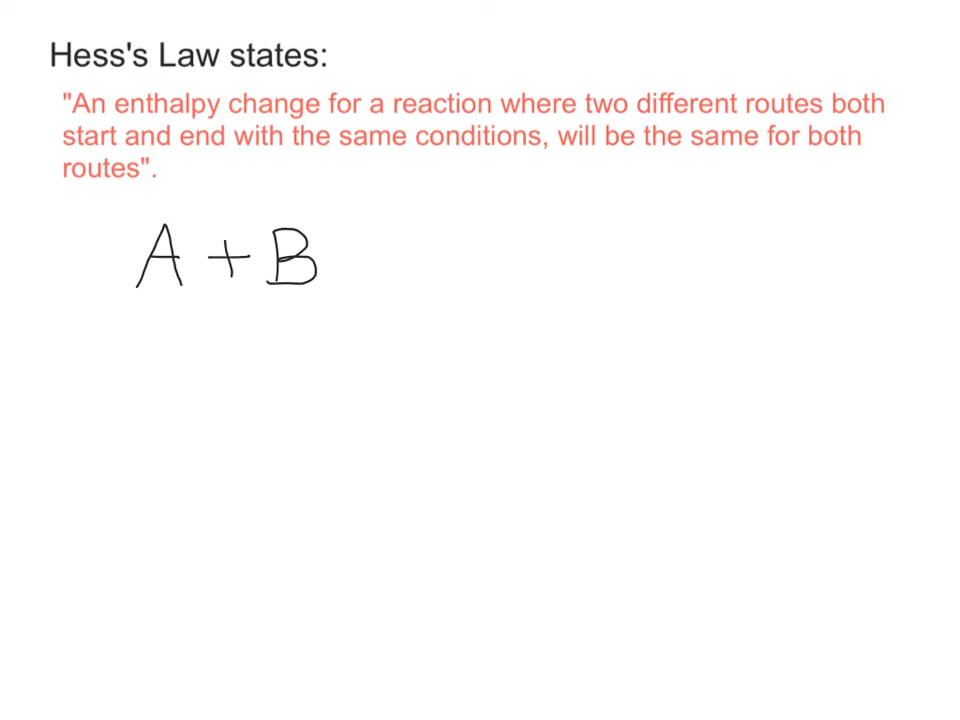 Hess's Law states:
"An enthalpy change for a reaction where two different routes both
start and end with the same conditions, will be the same for both
routes".
A + B